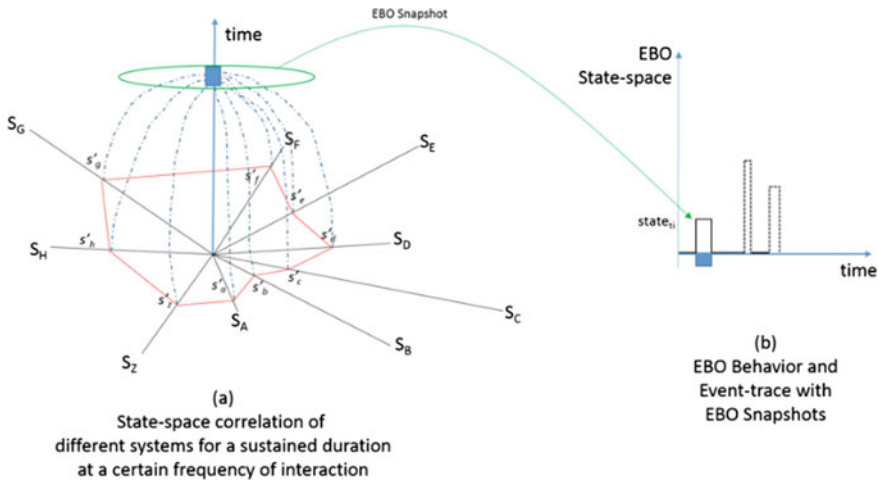 EBO Snapshot
time
EBO
State-space
S_G
S_F
S_E
s'_g
s'_f
s'_e
S_H
s'_h
s'_d
S_D
state_ti
time
s'_a
s'_b
s'_c
S_A
S_C
S_B
S_Z
(a)
State-space correlation of
different systems for a sustained duration
at a certain frequency of interaction
(b)
EBO Behavior and
Event-trace with
EBO Snapshots